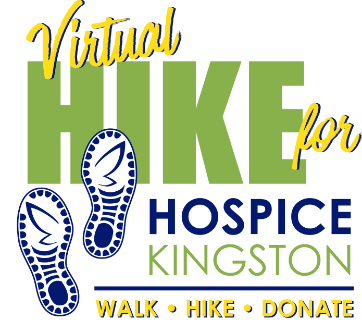 Virtual
HIKE for
HOSPICE
KINGSTON
WALK • HIKE • DONATE